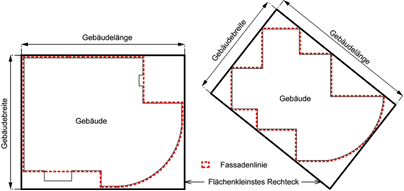 Gebäudelänge
Gebäudebreite
Gebäude
Gebäudebreite
Gebäudelänge
Gebäude
Fassadenlinie
Flächenkleinstes Rechteck